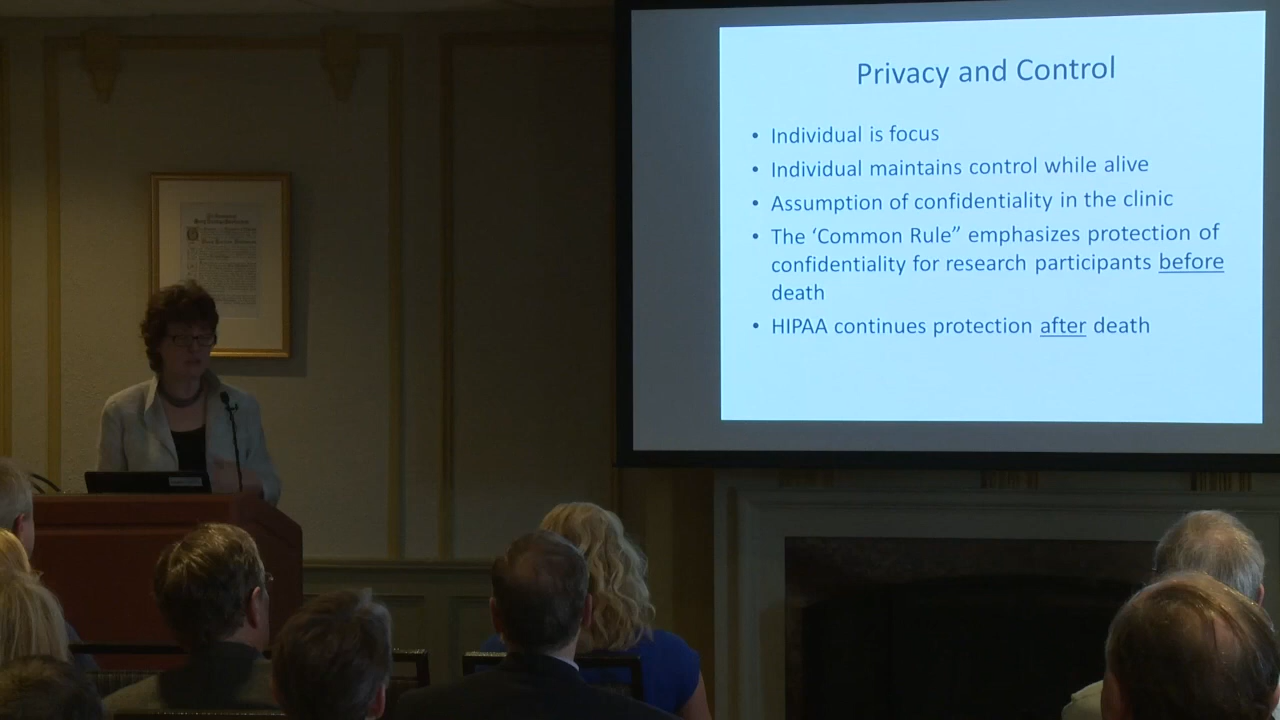 Privacy and Control
• Individual is focus
• Individual maintains control while alive
• Assumption of confidentiality in the clinic
• The ‘Common Rule” emphasizes protection of
confidentiality for research participants before
death
• HIPAA continues protection after death